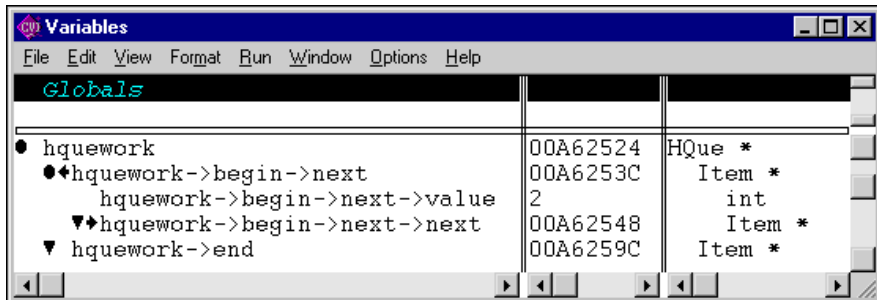 CVI Variables
File Edit View Format Run Window Options Help
Globals
hquework 00A62524 HQue *
hquework->begin->next 00A6253C Item *
hquework->begin->next->value 2 int
hquework->begin->next->next 00A62548 Item *
hquework->end 00A6259C Item *